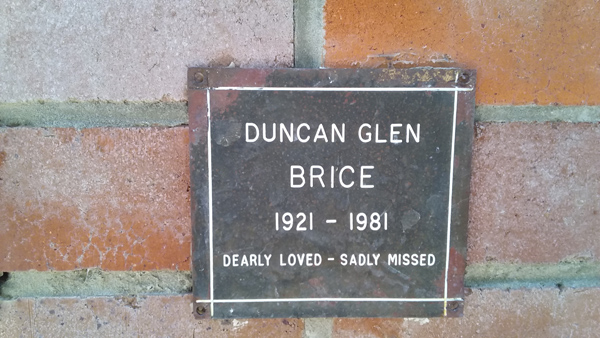 DUNCAN GLEN
BRICE
1921 - 1981
DEARLY LOVED - SADLY MISSED